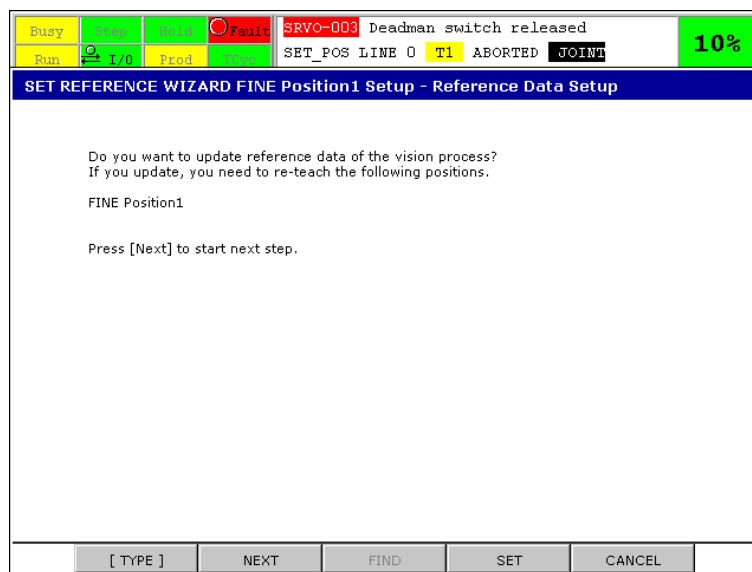 Busy Step Hold Fault SRVO-003 Deadman switch released
Run I/O Prod TCyc SET_POS LINE 0 T1 ABORTED JOINT
10%
SET REFERENCE WIZARD FINE Position1 Setup - Reference Data Setup
Do you want to update reference data of the vision process?
If you update, you need to re-teach the following positions.
FINE Position1
Press [Next] to start next step.
[ TYPE ] NEXT FIND SET CANCEL